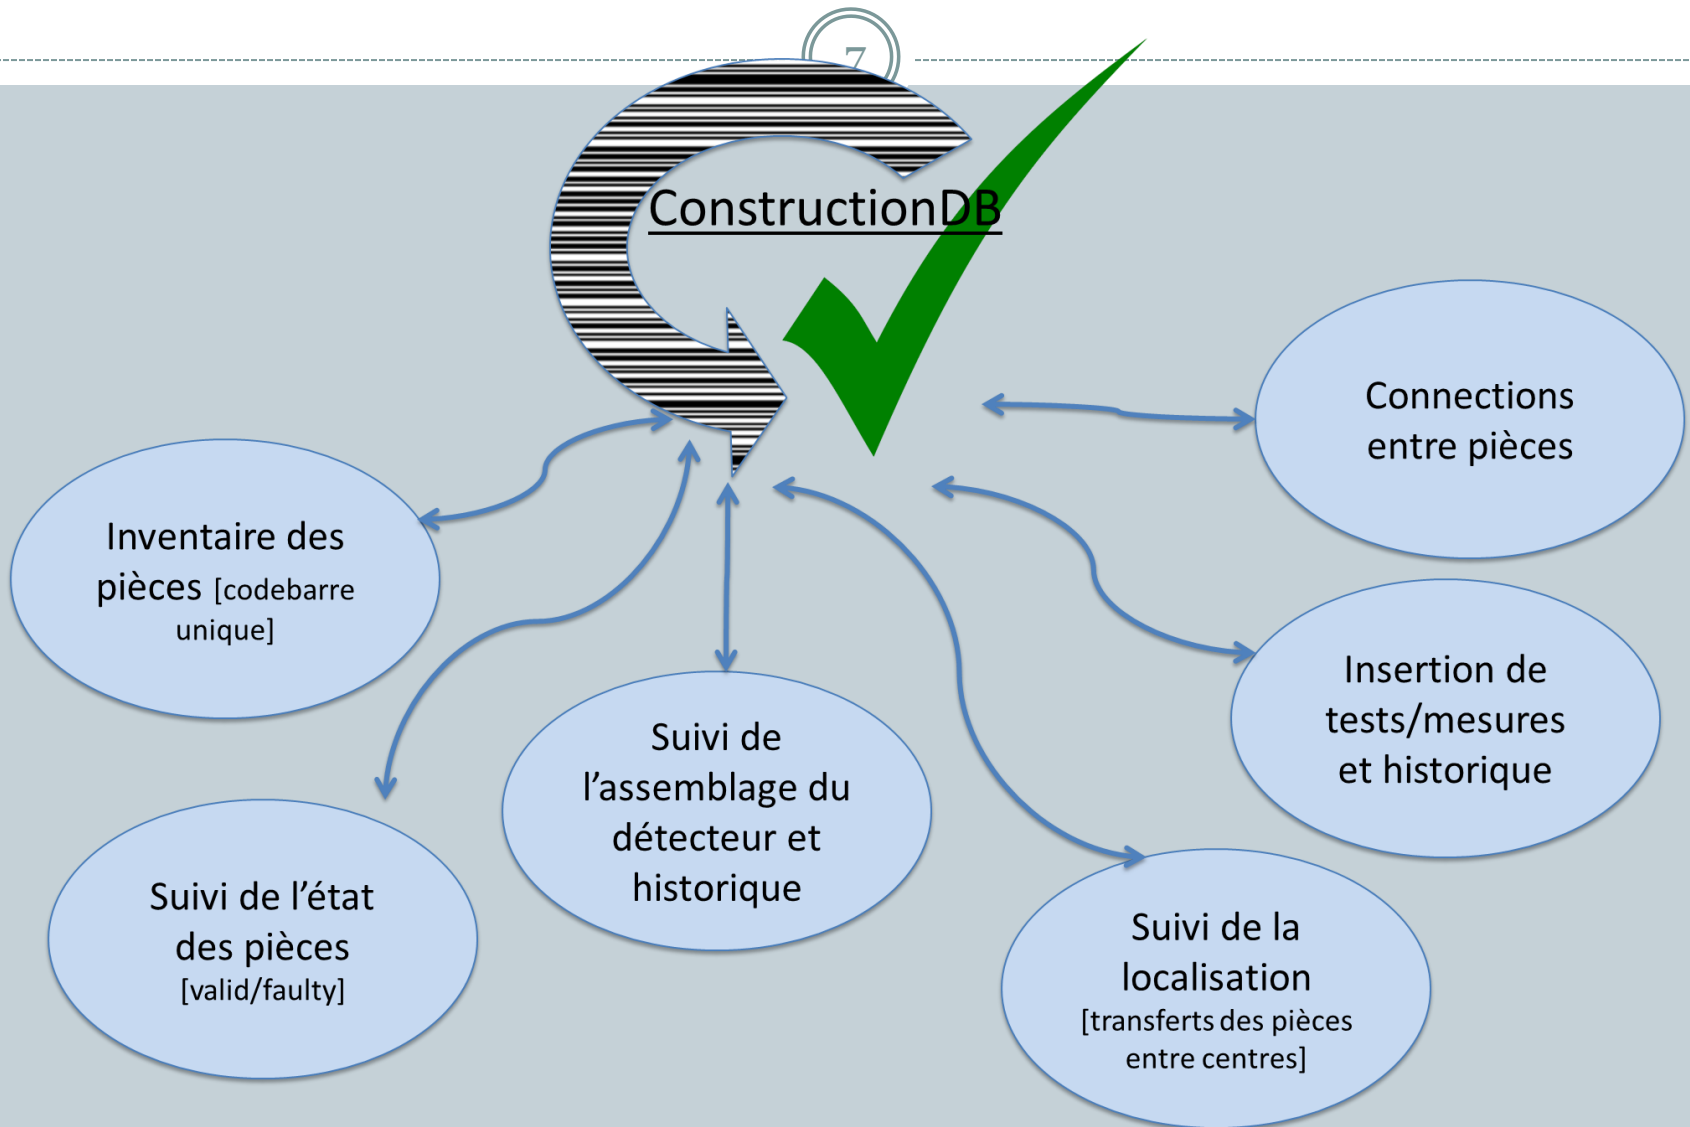 7
ConstructionDB
Connections
entre pièces
Inventaire des
pièces [codebarre
unique]
Insertion de
tests/mesures
et historique
Suivi de
l’assemblage du
détecteur et
historique
Suivi de l’état
des pièces
[valid/faulty]
Suivi de la
localisation
[transferts des pièces
entre centres]